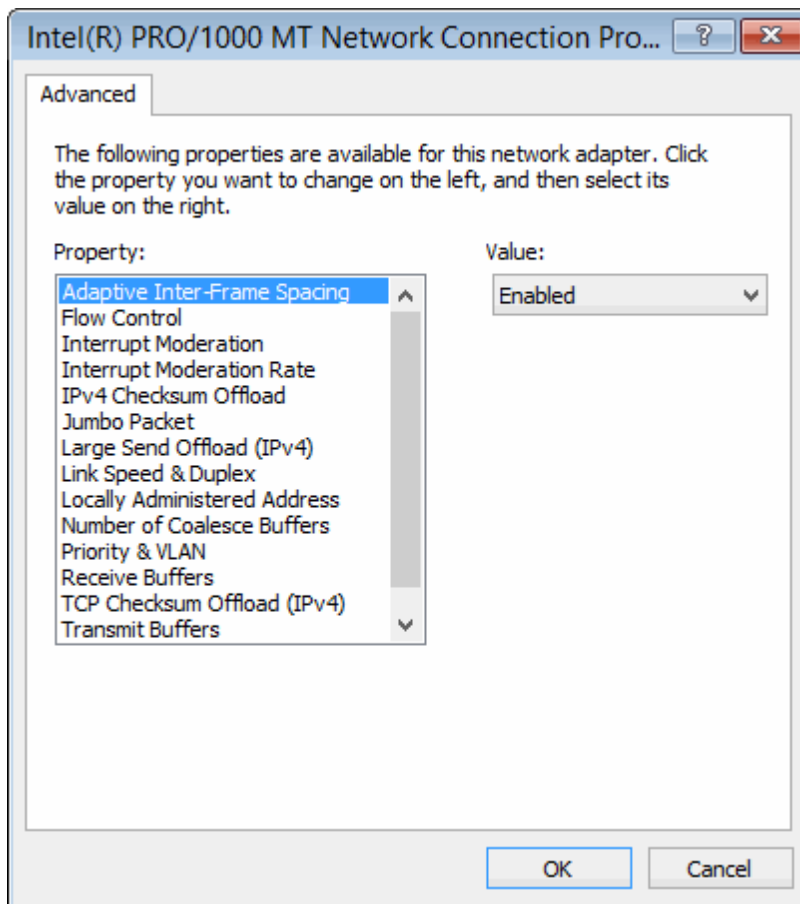 Intel(R) PRO/1000 MT Network Connection Pro... ?
Advanced
The following properties are available for this network adapter. Click
the property you want to change on the left, and then select its
value on the right.
Property:
Value:
Adaptive Inter-Frame Spacing
Enabled
Flow Control
Interrupt Moderation
Interrupt Moderation Rate
IPv4 Checksum Offload
Jumbo Packet
Large Send Offload (IPv4)
Link Speed & Duplex
Locally Administered Address
Number of Coalesce Buffers
Priority & VLAN
Receive Buffers
TCP Checksum Offload (IPv4)
Transmit Buffers
OK
Cancel